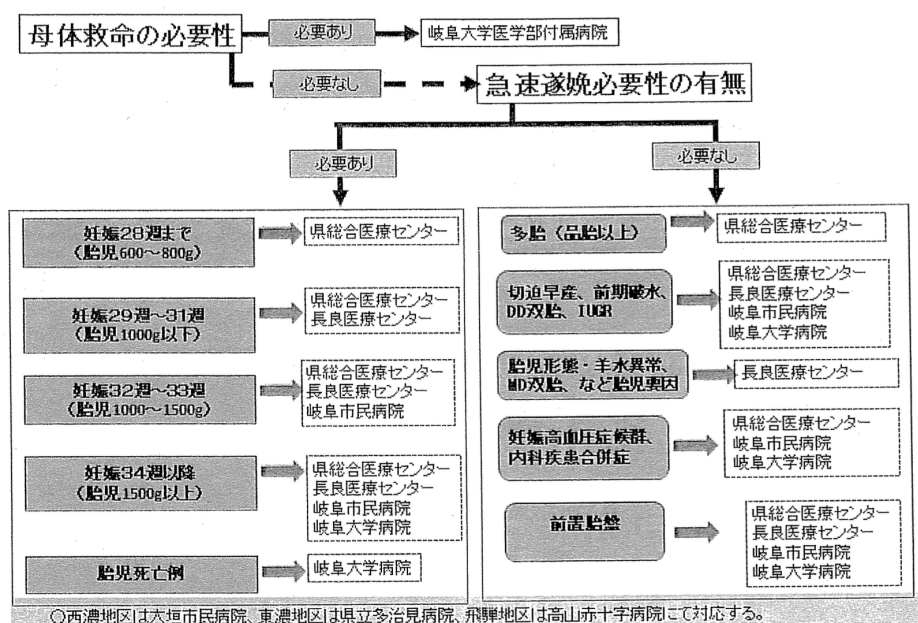 母体救命の必要性
必要あり
岐阜大学医学部付属病院
必要なし
急速遂娩必要性の有無
必要あり
必要なし
妊娠28週まで
(胎児600～800g)
県総合医療センター
妊娠29週～31週
(胎児1000g以下)
県総合医療センター
長良医療センター
妊娠32週～33週
(胎児1000～1500g)
県総合医療センター
長良医療センター
岐阜市民病院
妊娠34週以降
(胎児1500g以上)
県総合医療センター
長良医療センター
岐阜市民病院
岐阜大学病院
胎児死亡例
岐阜大学病院
多胎(品胎以上)
県総合医療センター
切迫早産、前期破水、
DD双胎、IUGR
県総合医療センター
長良医療センター
岐阜市民病院
岐阜大学病院
胎児形態・羊水異常、
MD双胎、など胎児要因
長良医療センター
妊娠高血圧症候群、
内科疾患合併症
県総合医療センター
岐阜市民病院
岐阜大学病院
前置胎盤
県総合医療センター
長良医療センター
岐阜市民病院
岐阜大学病院
○西濃地区は大垣市民病院、東濃地区は県立多治見病院、飛騨地区は高山赤十字病院にて対応する。